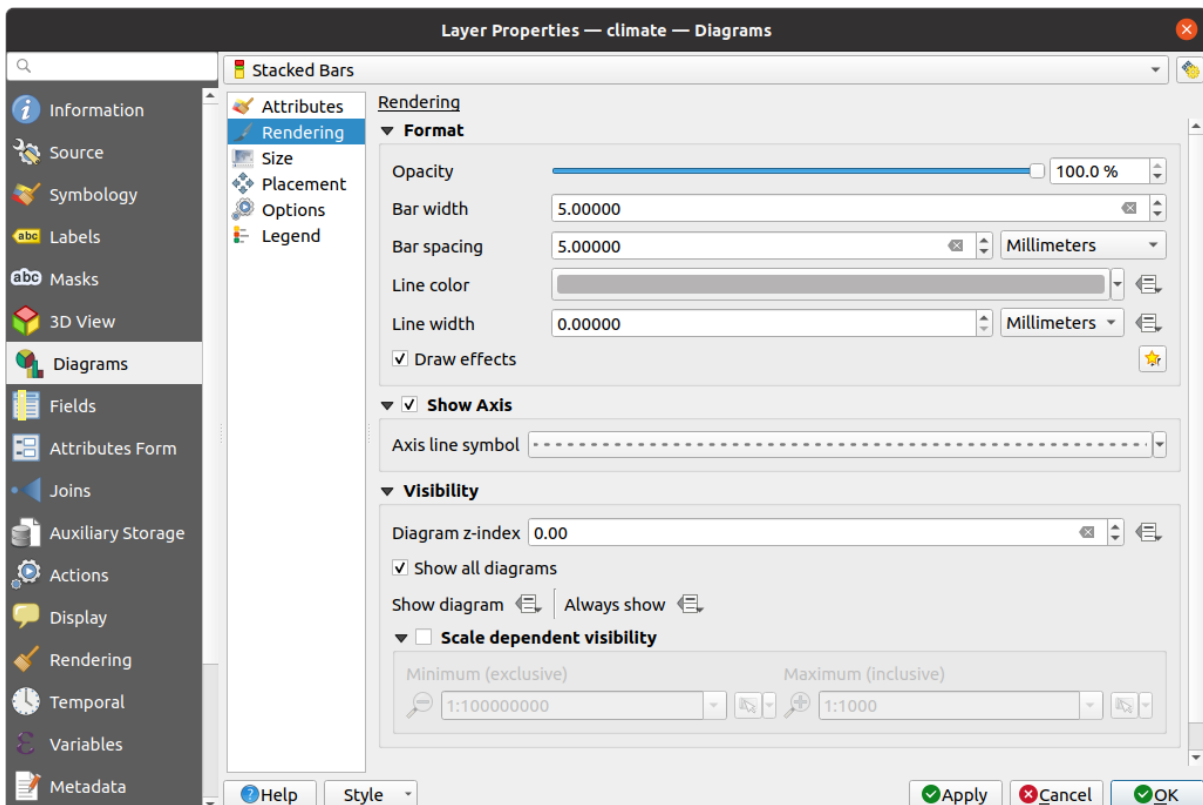 Layer Properties — climate — Diagrams
Stacked Bars
Information
Source
Symbology
abc Labels
abc Masks
3D View
Diagrams
Fields
Attributes Form
Joins
Auxiliary Storage
Actions
Display
Rendering
Temporal
Variables
Metadata
Attributes
Rendering
Size
Placement
Options
Legend
Rendering
Format
Opacity 100.0 %
Bar width 5.00000
Bar spacing 5.00000 Millimeters
Line color
Line width 0.00000 Millimeters
Draw effects
Show Axis
Axis line symbol
Visibility
Diagram z-index 0.00
Show all diagrams
Show diagram Always show
Scale dependent visibility
Minimum (exclusive) Maximum (inclusive)
1:100000000 1:1000
Help Style Apply Cancel OK